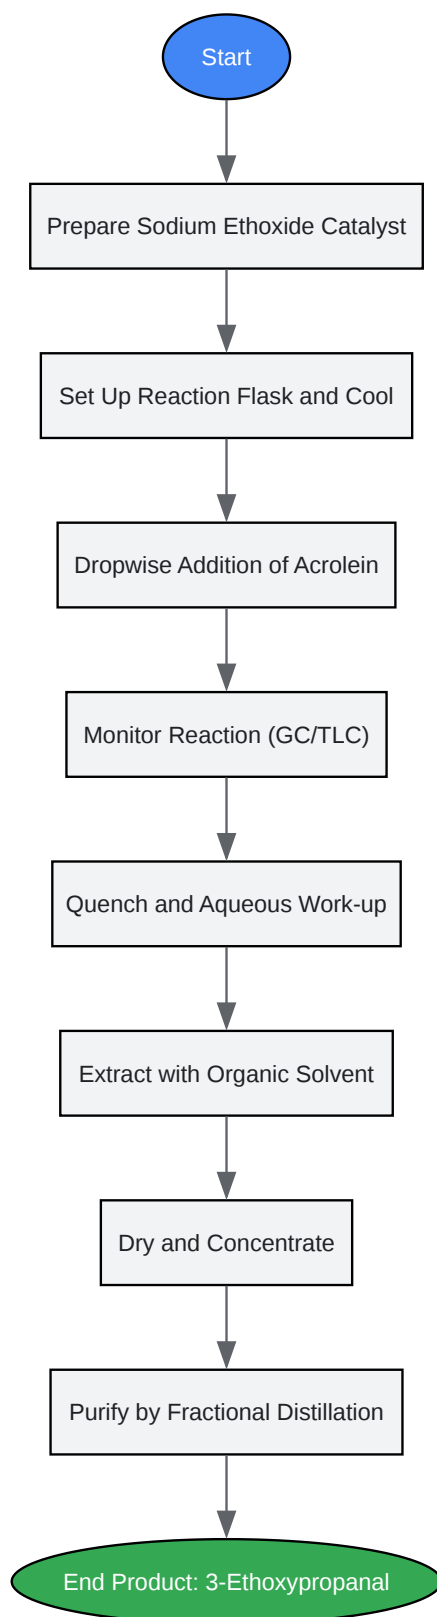 Start
Prepare Sodium Ethoxide Catalyst
Set Up Reaction Flask and Cool
Dropwise Addition of Acrolein
Monitor Reaction (GC/TLC)
Quench and Aqueous Work-up
Extract with Organic Solvent
Dry and Concentrate
Purify by Fractional Distillation
End Product: 3-Ethoxypropanal